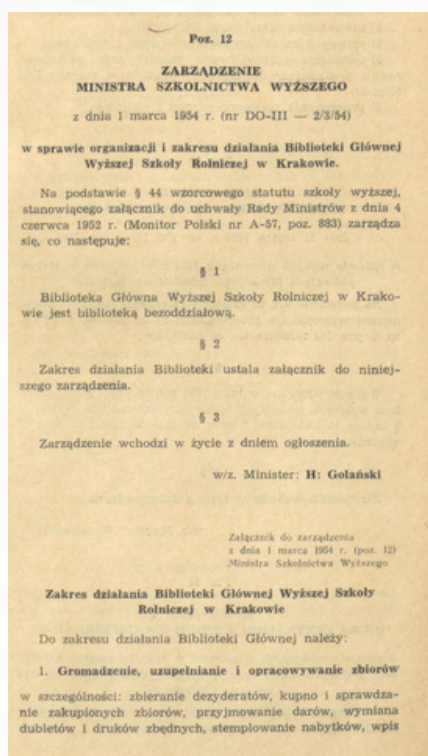 Poz. 12
ZARZĄDZENIE
MINISTRA SZKOLNICTWA WYŻSZEGO
z dnia 1 marca 1954 r. (nr DO-III — 2/3/54)
w sprawie organizacji i zakresu działania Biblioteki Głównej
Wyższej Szkoły Rolniczej w Krakowie.
Na podstawie § 44 wzorcowego statutu szkoły wyższej,
stanowiącego załącznik do uchwały Rady Ministrów z dnia 4
czerwca 1952 r. (Monitor Polski nr A-57, poz. 883) zarządza
się, co następuje:
§ 1
Biblioteka Główna Wyższej Szkoły Rolniczej w Krako-
wie jest biblioteką bezoddziałową.
§ 2
Zakres działania Biblioteki ustala załącznik do niniej-
szego zarządzenia.
§ 3
Zarządzenie wchodzi w życie z dniem ogłoszenia.
w/z. Minister: H: Golański
Załącznik do zarządzenia
z dnia 1 marca 1954 r. (poz. 12)
Ministra Szkolnictwa Wyższego
Zakres działania Biblioteki Głównej Wyższej Szkoły
Rolniczej w Krakowie
Do zakresu działania Biblioteki Głównej należy:
1. Gromadzenie, uzupełnianie i opracowywanie zbiorów
w szczególności: zbieranie dezyderatów, kupno i sprawdza-
nie zakupionych zbiorów, przyjmowanie darów, wymiana
dubletów i druków zbędnych, stemplowanie nabytków, wpis